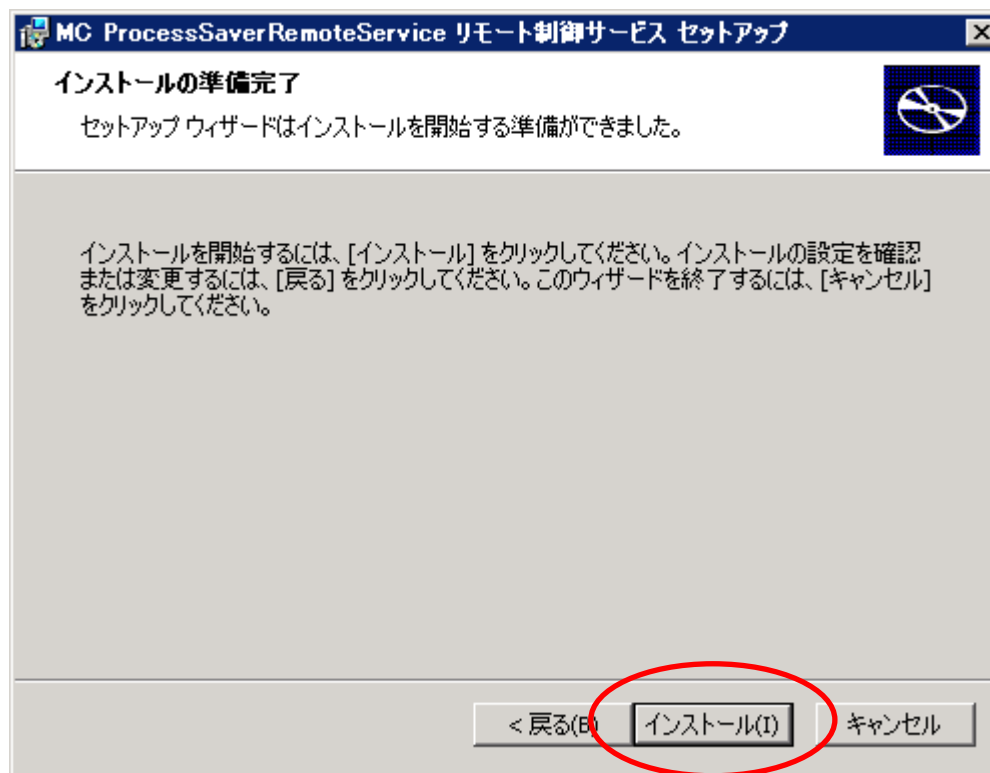 MC ProcessSaverRemoteService リモート制御サービス セットアップ
インストールの準備完了
セットアップ ウィザードはインストールを開始する準備ができました。
インストールを開始するには、[インストール] をクリックしてください。インストールの設定を確認
または変更するには、[戻る] をクリックしてください。このウィザードを終了するには、[キャンセル]
をクリックしてください。
< 戻る(B) インストール(I) キャンセル